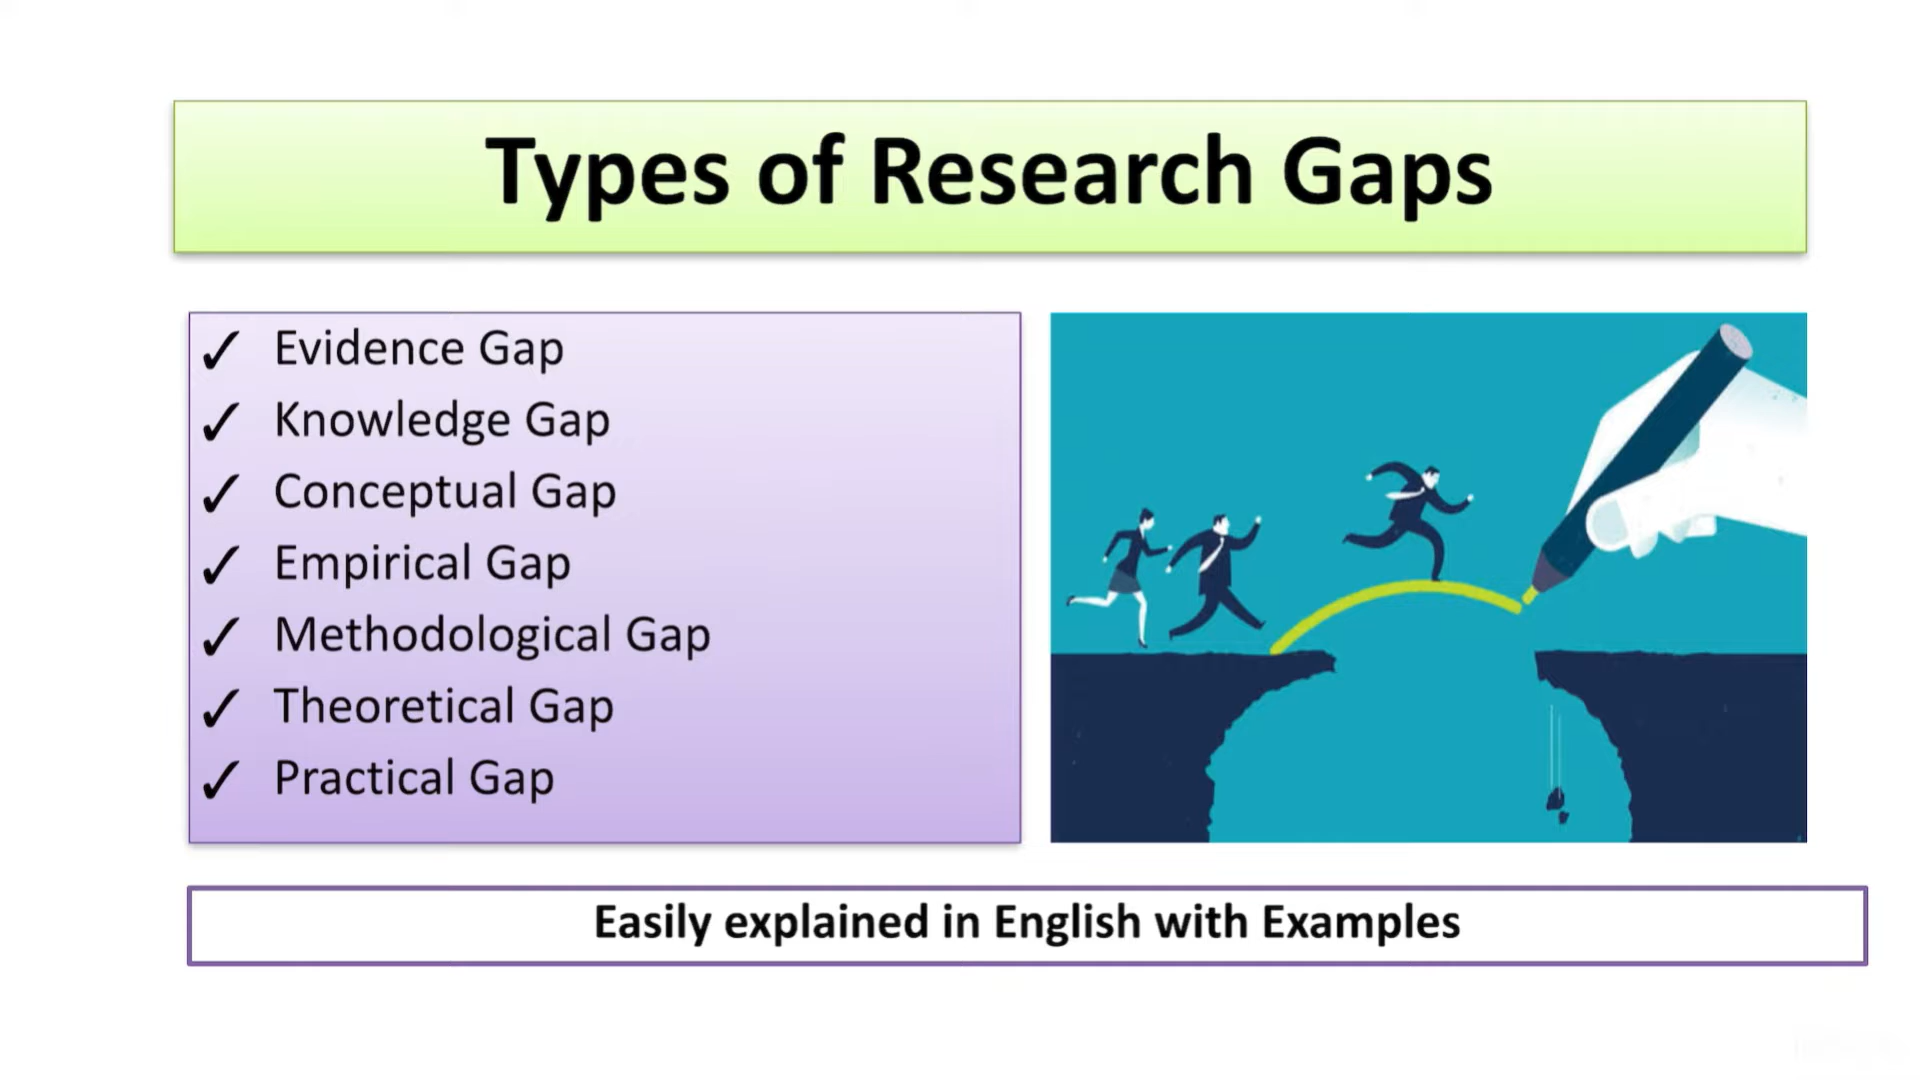 Types of Research Gaps
✓ Evidence Gap
✓ Knowledge Gap
✓ Conceptual Gap
✓ Empirical Gap
✓ Methodological Gap
✓ Theoretical Gap
✓ Practical Gap
Easily explained in English with Examples